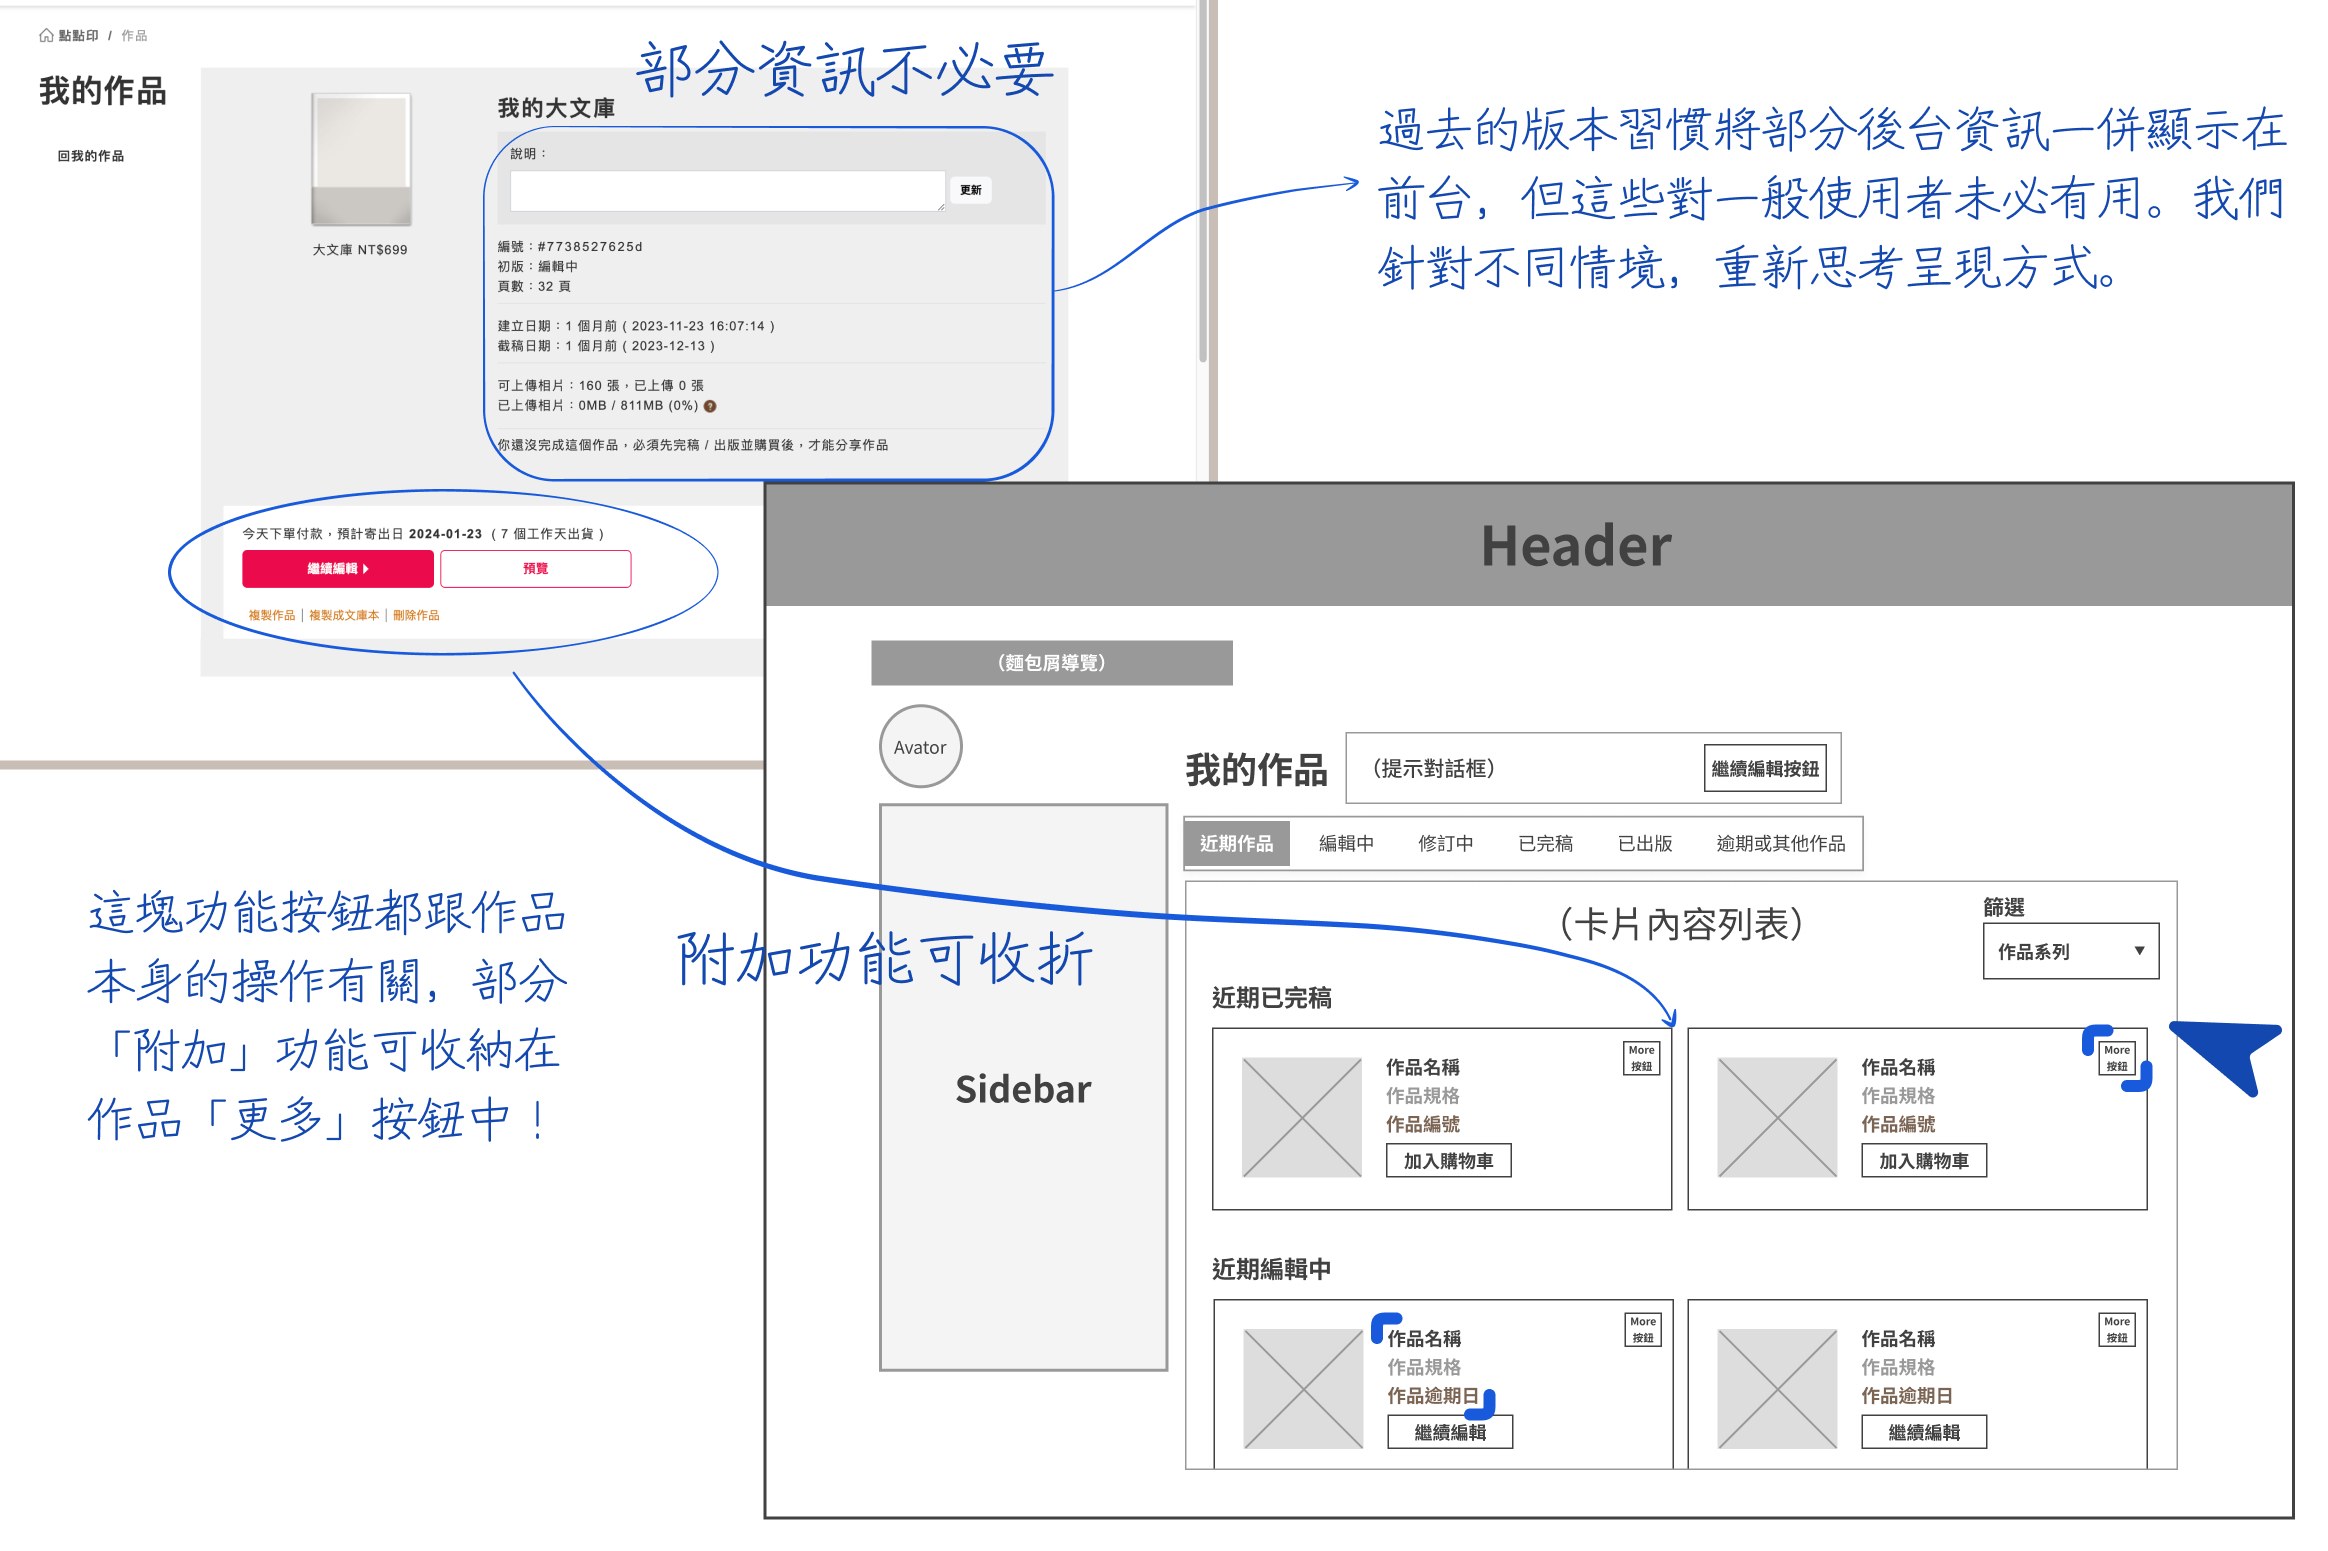 點點印 / 作品
我的作品
回我的作品
部分資訊不必要
大文庫 NT$699
我的大文庫
說明：
更新
編號：#7738527625d
初版：編輯中
頁數：32 頁
建立日期：1 個月前 ( 2023-11-23 16:07:14 )
截稿日期：1 個月前 ( 2023-12-13 )
可上傳相片：160 張，已上傳 0 張
已上傳相片：0MB / 811MB (0%) ?
你還沒完成這個作品，必須先完稿 / 出版並購買後，才能分享作品
過去的版本習慣將部分後台資訊一併顯示在
前台，但這些對一般使用者未必有用。我們
針對不同情境，重新思考呈現方式。
今天下單付款，預計寄出日 2024-01-23 ( 7 個工作天出貨 )
繼續編輯
預覽
複製作品 | 複製成文庫本 | 刪除作品
這塊功能按鈕都跟作品
本身的操作有關，部分
「附加」功能可收納在
作品「更多」按鈕中！
附加功能可收折
Header
（麵包屑導覽）
Avator
Sidebar
我的作品
（提示對話框）
繼續編輯按鈕
近期作品 編輯中 修訂中 已完稿 已出版 逾期或其他作品
（卡片內容列表）
篩選
作品系列 ▼
近期已完稿
作品名稱
作品規格
作品編號
加入購物車
More
按鈕
作品名稱
作品規格
作品編號
加入購物車
More
按鈕
近期編輯中
作品名稱
作品規格
作品逾期日
繼續編輯
More
按鈕
作品名稱
作品規格
作品逾期日
繼續編輯
More
按鈕